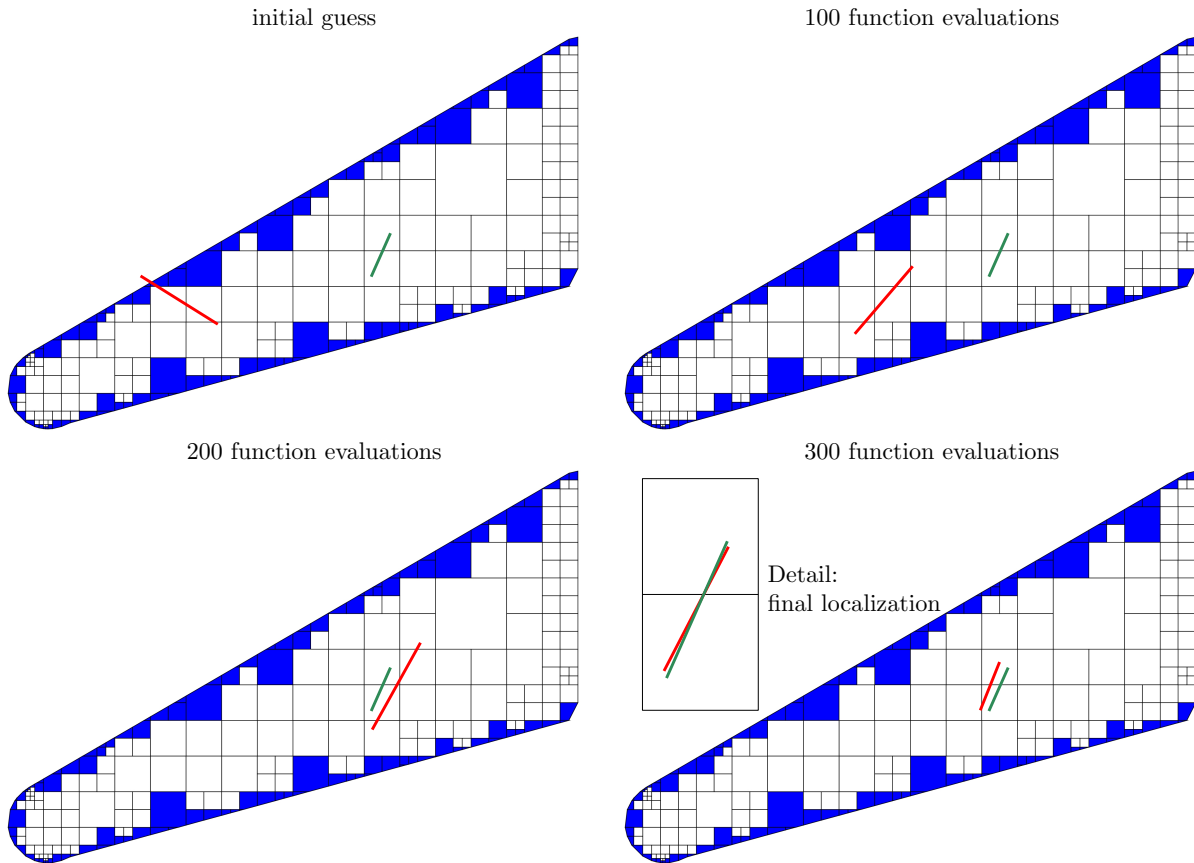 initial guess
100 function evaluations
200 function evaluations
300 function evaluations
Detail:
final localization